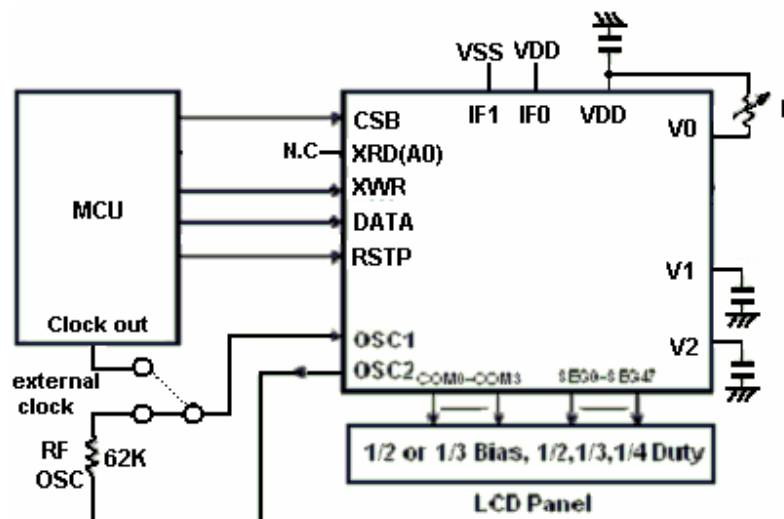 VSS VDD
CSB
IF1 IF0 VDD
V0
N.C
XRD(A0)
MCU
XWR
DATA
RSTP
V1
Clock out
OSC1
V2
OSC2
COM0-COM3
SEG0-SEG47
external
clock
RF
OSC
62K
1/2 or 1/3 Bias, 1/2,1/3,1/4 Duty
LCD Panel